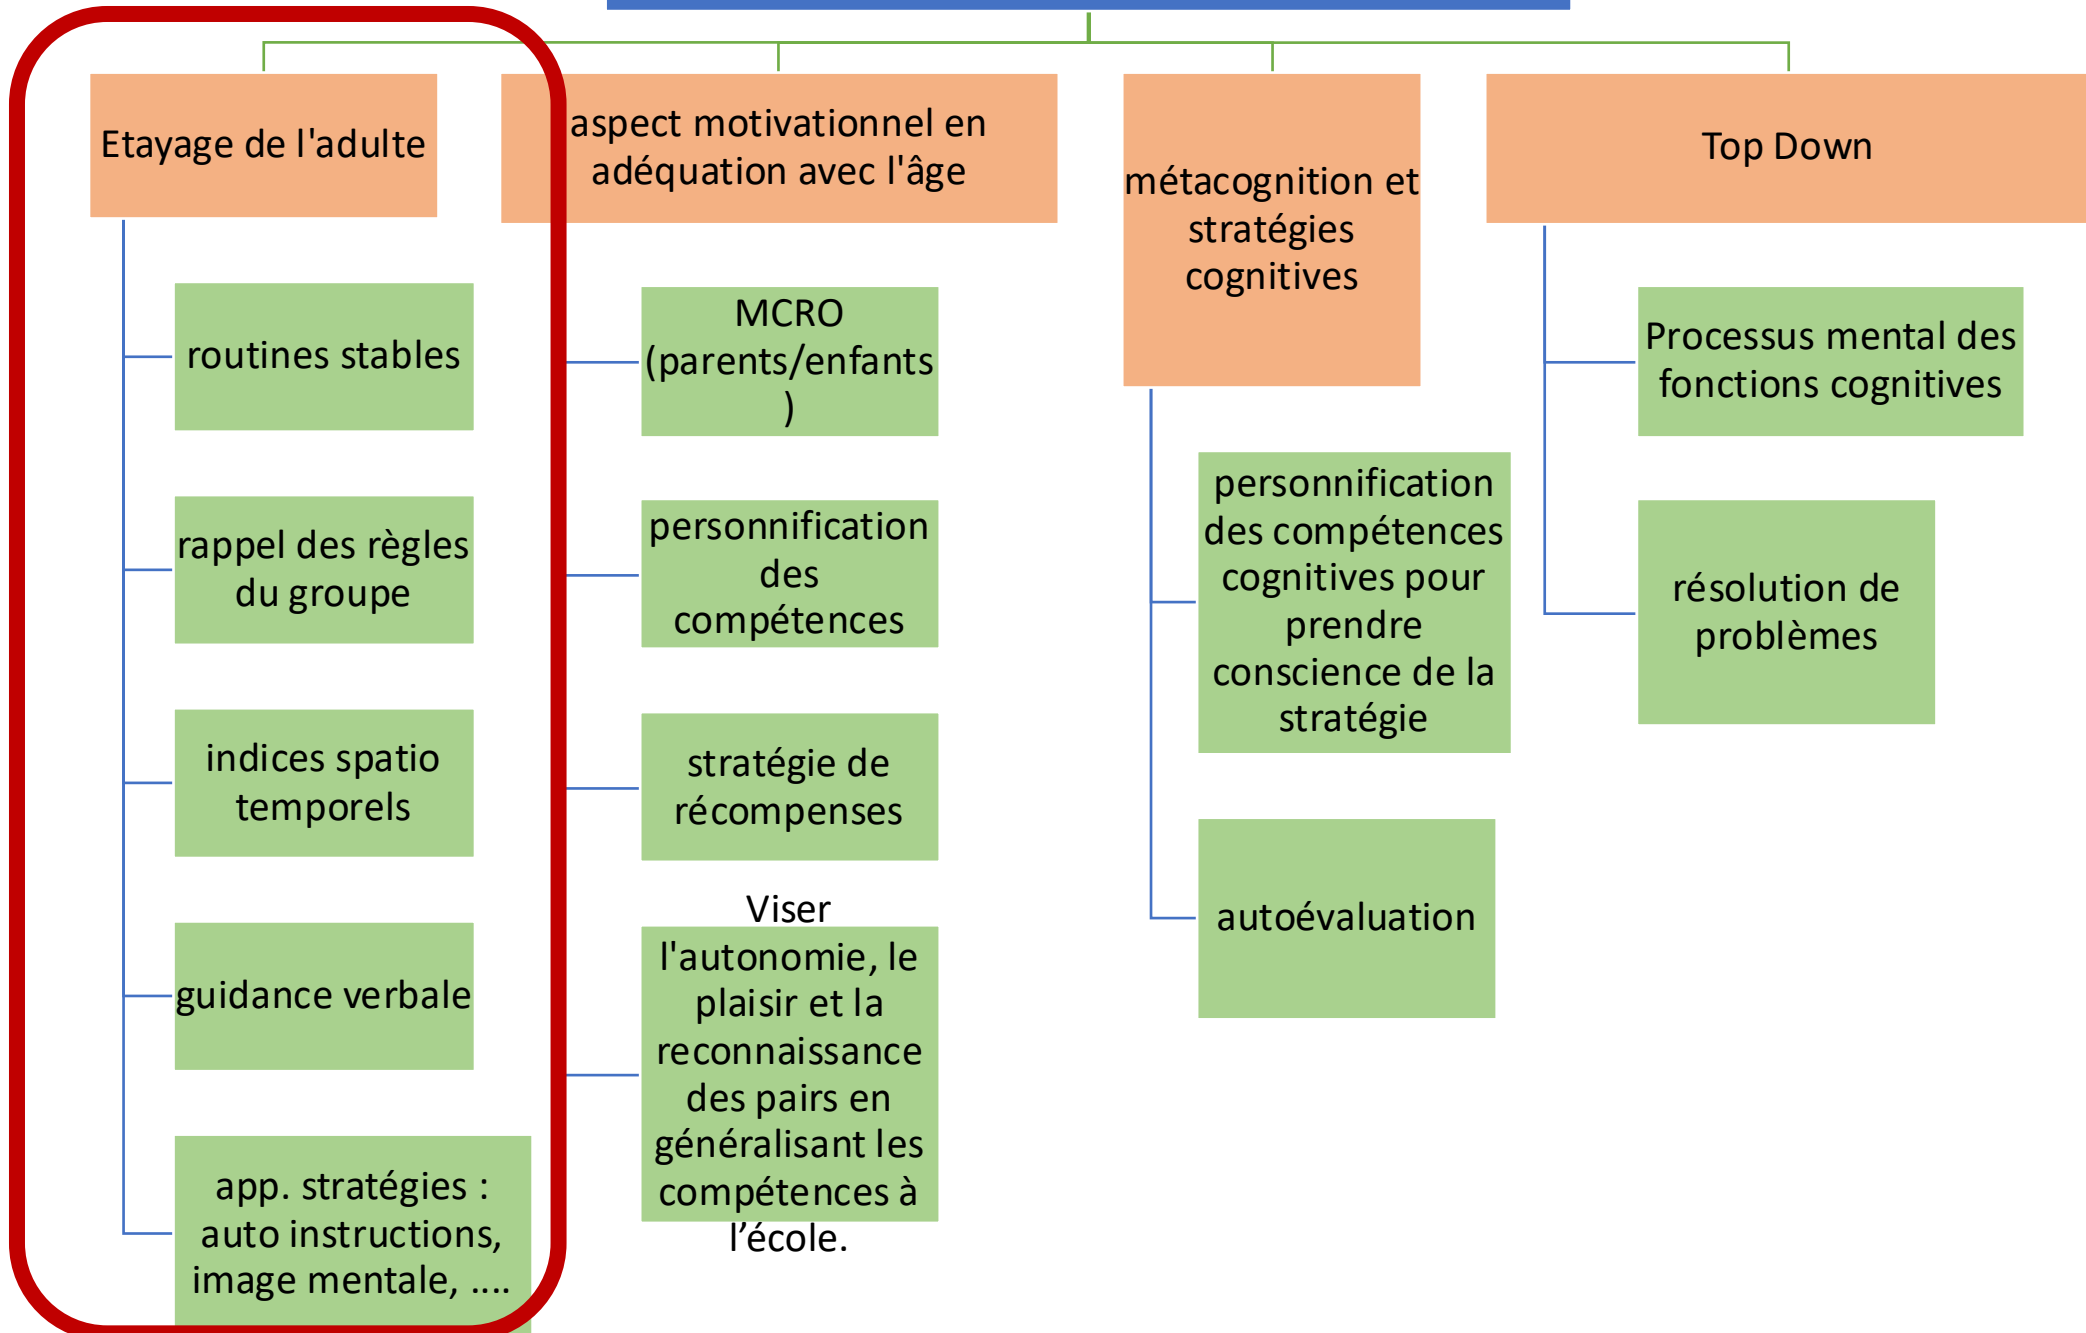 Etayage de l'adulte
routines stables
rappel des règles
du groupe
indices spatio
temporels
guidance verbale
app. stratégies :
auto instructions,
image mentale, ....
aspect motivationnel en
adéquation avec l'âge
MCRO
(parents/enfants
)
personnification
des
compétences
stratégie de
récompenses
Viser
l'autonomie, le
plaisir et la
reconnaissance
des pairs en
généralisant les
compétences à
l’école.
métacognition et
stratégies
cognitives
personnification
des compétences
cognitives pour
prendre
conscience de la
stratégie
autoévaluation
Top Down
Processus mental des
fonctions cognitives
résolution de
problèmes